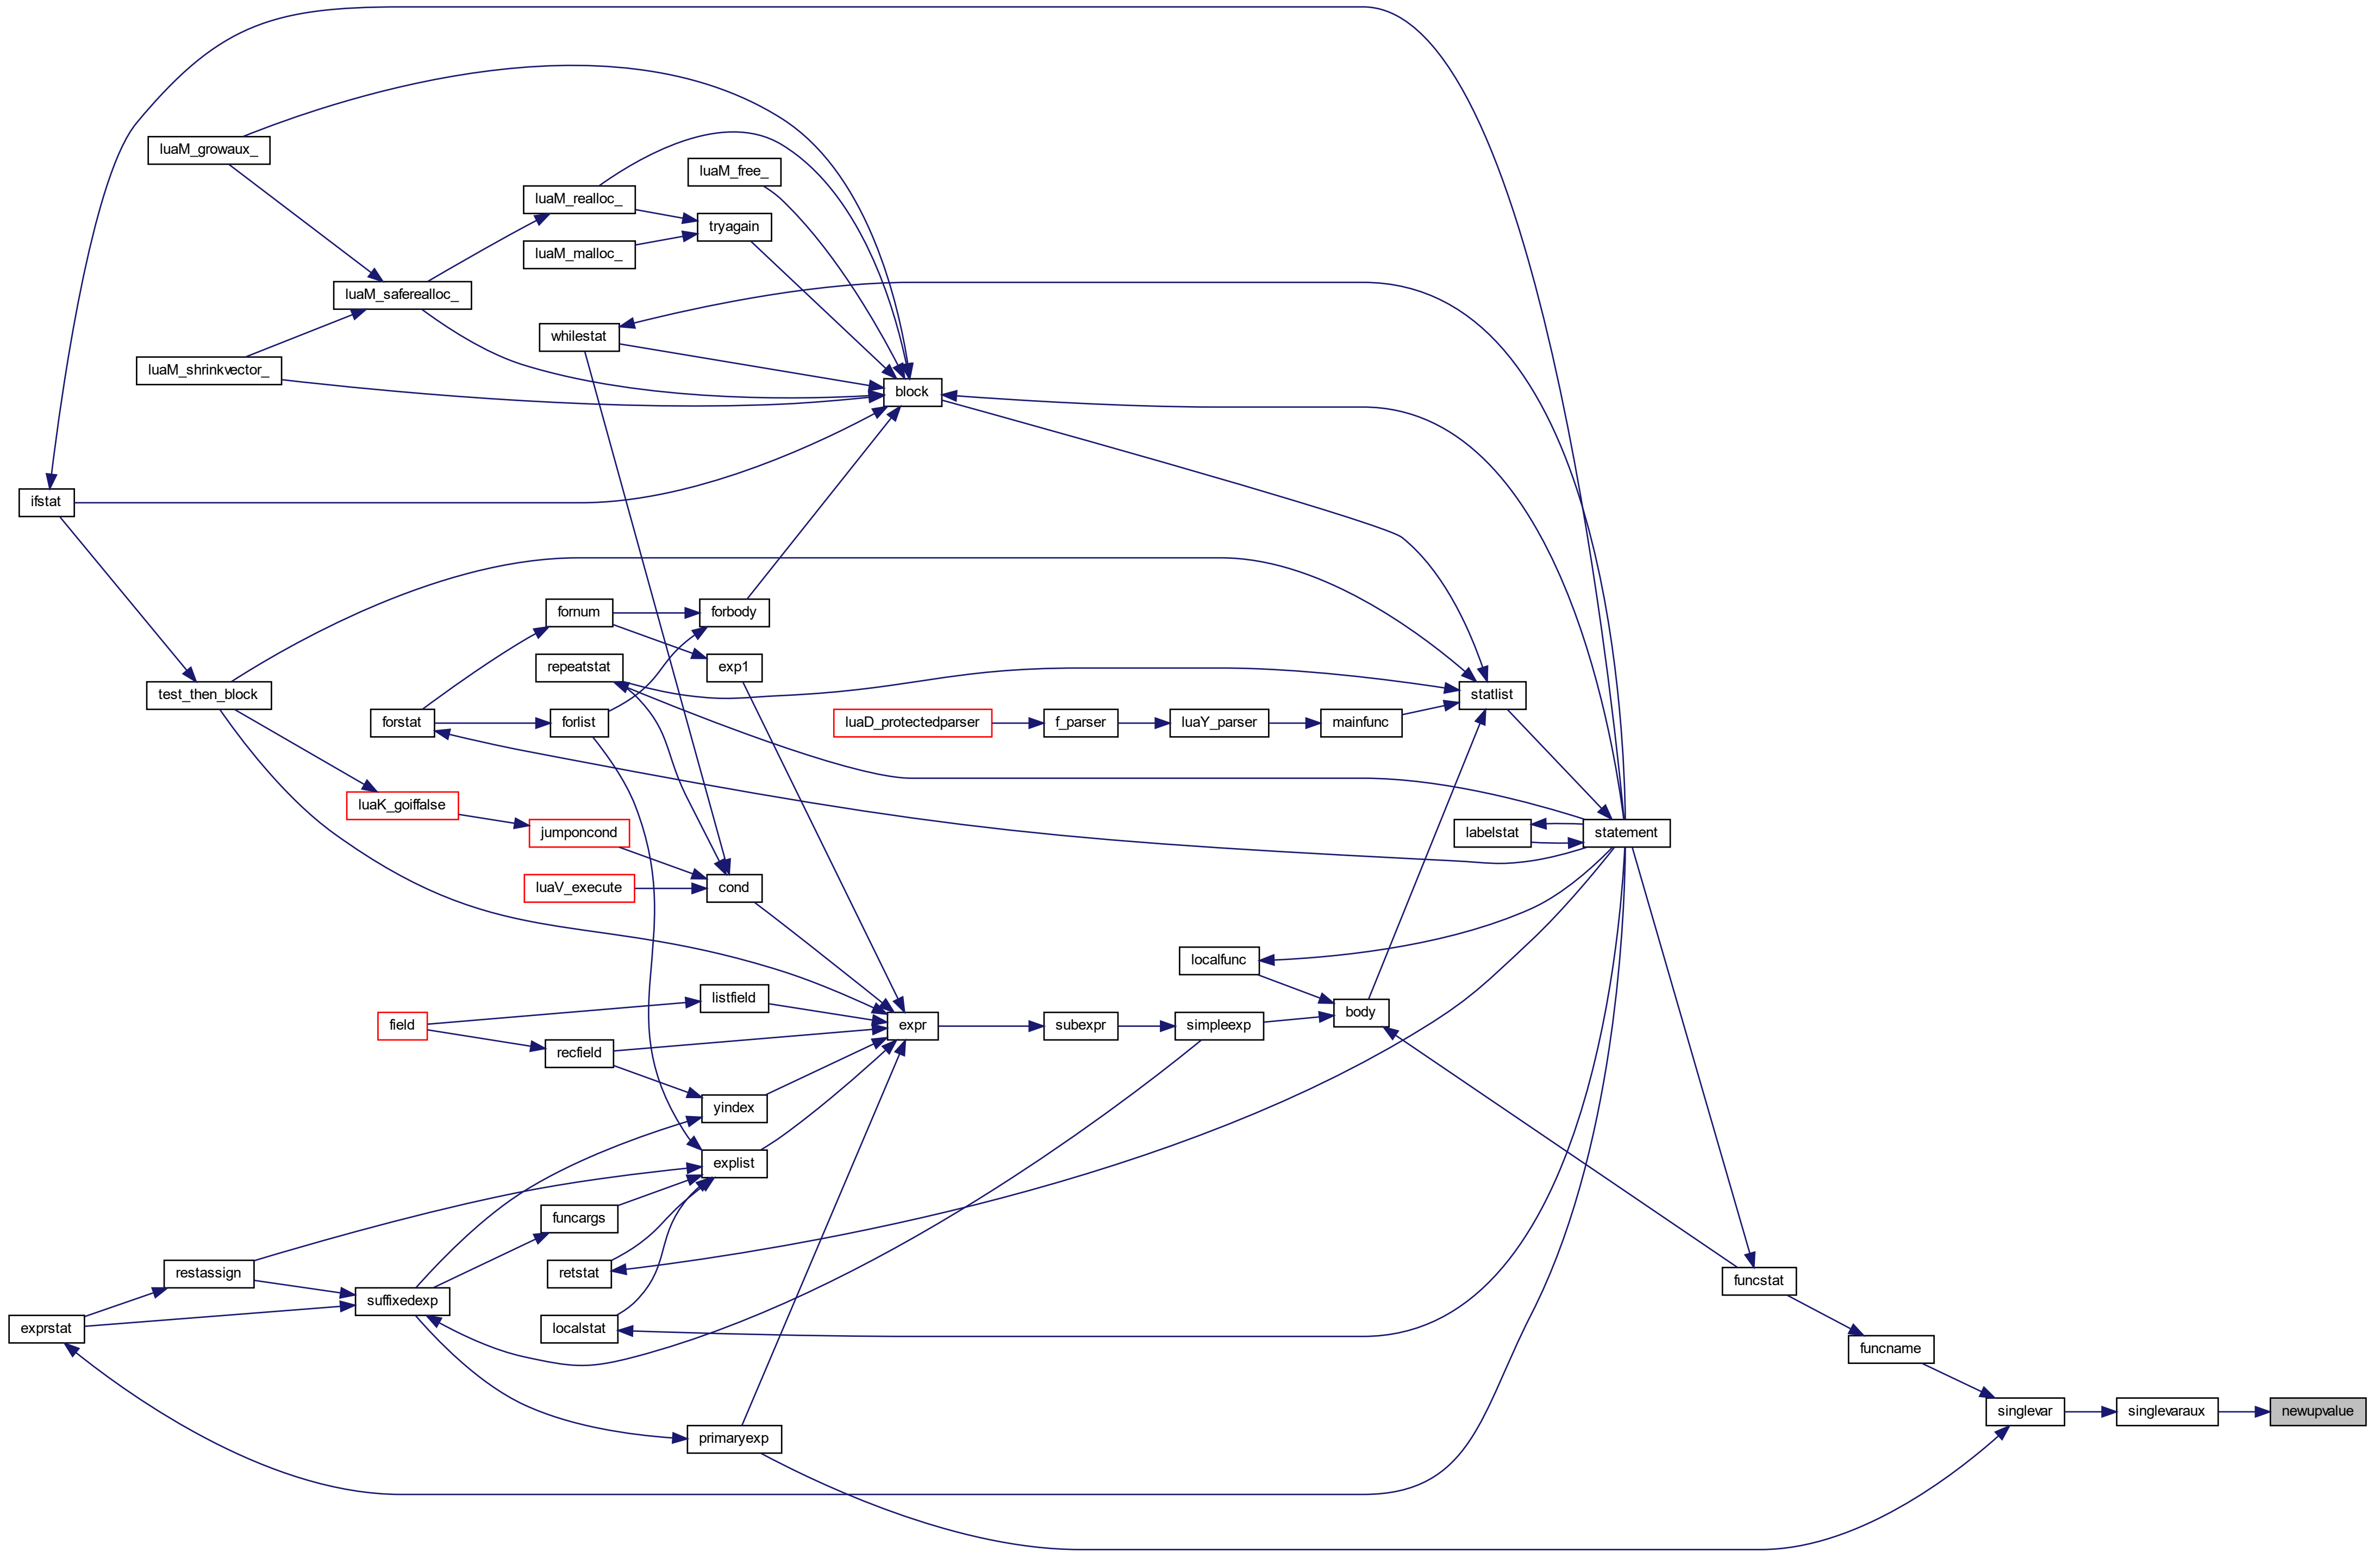 luaM_growaux_
luaM_free_
luaM_realloc_
tryagain
luaM_malloc_
luaM_saferealloc_
whilestat
luaM_shrinkvector_
block
ifstat
fornum
forbody
repeatstat
exp1
test_then_block
statlist
forstat
forlist
luaD_protectedparser
f_parser
luaY_parser
mainfunc
luaK_goiffalse
jumponcond
labelstat
statement
luaV_execute
cond
localfunc
listfield
body
field
expr
subexpr
simpleexp
recfield
yindex
explist
funcargs
restassign
retstat
funcstat
suffixedexp
exprstat
localstat
funcname
singlevar
singlevaraux
newupvalue
primaryexp